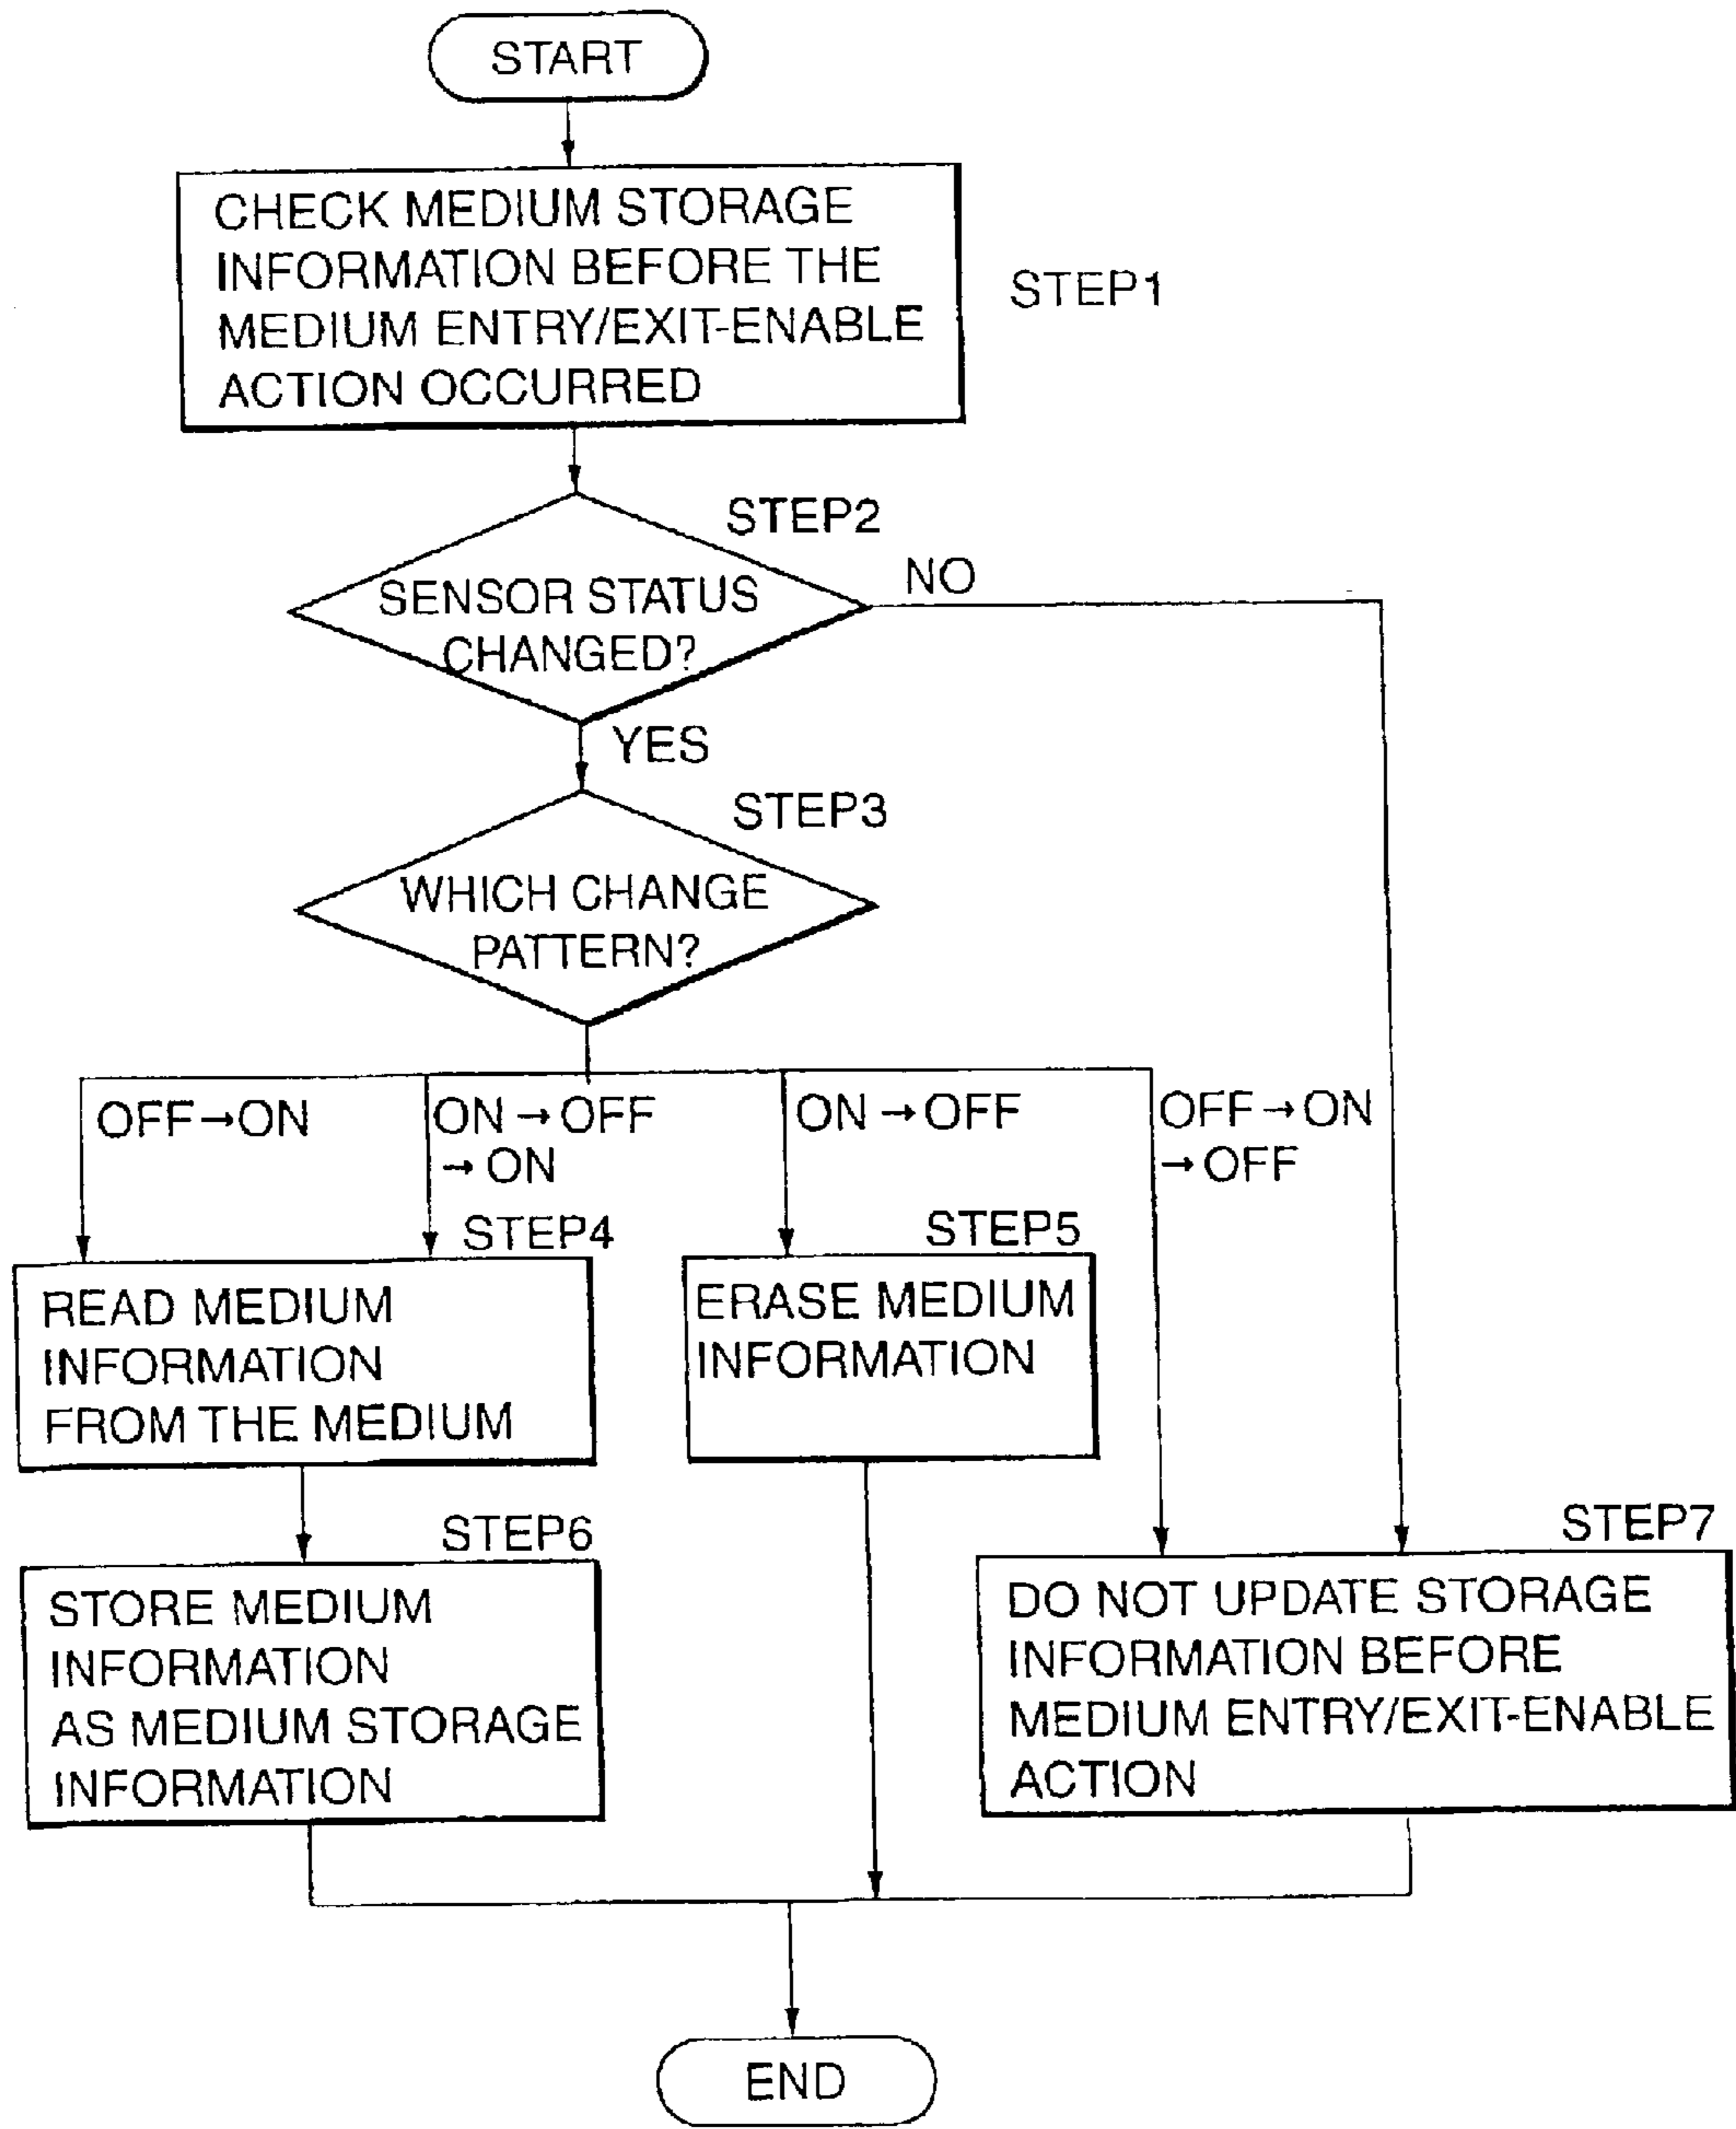 START
CHECK MEDIUM STORAGE
INFORMATION BEFORE THE
MEDIUM ENTRY/EXIT-ENABLE
ACTION OCCURRED
STEP1
STEP2
SENSOR STATUS
CHANGED?
NO
YES
STEP3
WHICH CHANGE
PATTERN?
OFF→ON
ON→OFF
→ON
ON→OFF
OFF→ON
→OFF
STEP4
READ MEDIUM
INFORMATION
FROM THE MEDIUM
STEP5
ERASE MEDIUM
INFORMATION
STEP6
STORE MEDIUM
INFORMATION
AS MEDIUM STORAGE
INFORMATION
STEP7
DO NOT UPDATE STORAGE
INFORMATION BEFORE
MEDIUM ENTRY/EXIT-ENABLE
ACTION
END